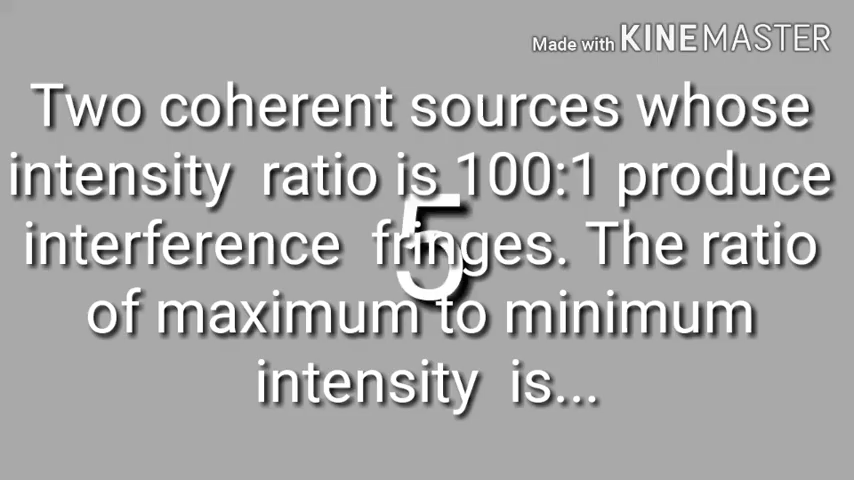 Made with KINEMASTER
Two coherent sources whose
intensity ratio is 100:1 produce
5
interference fringes. The ratio
of maximum to minimum
intensity is...